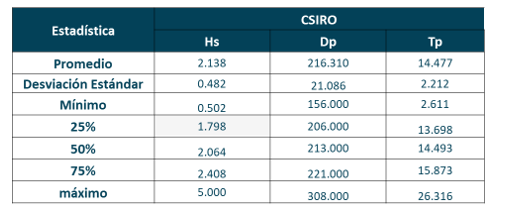 Estadística CSIRO
Hs Dp Tp
Promedio 2.138 216.310 14.477
Desviación Estándar 0.482 21.086 2.212
Mínimo 0.502 156.000 2.611
25% 1.798 206.000 13.698
50% 2.064 213.000 14.493
75% 2.408 221.000 15.873
máximo 5.000 308.000 26.316